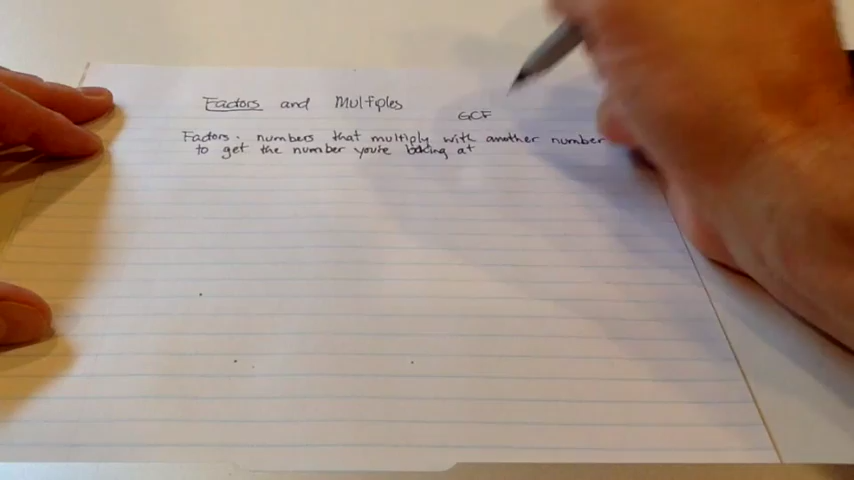 Factors and Multiples
GCF
Factors. numbers that multiply with another number
to get the number you're looking at